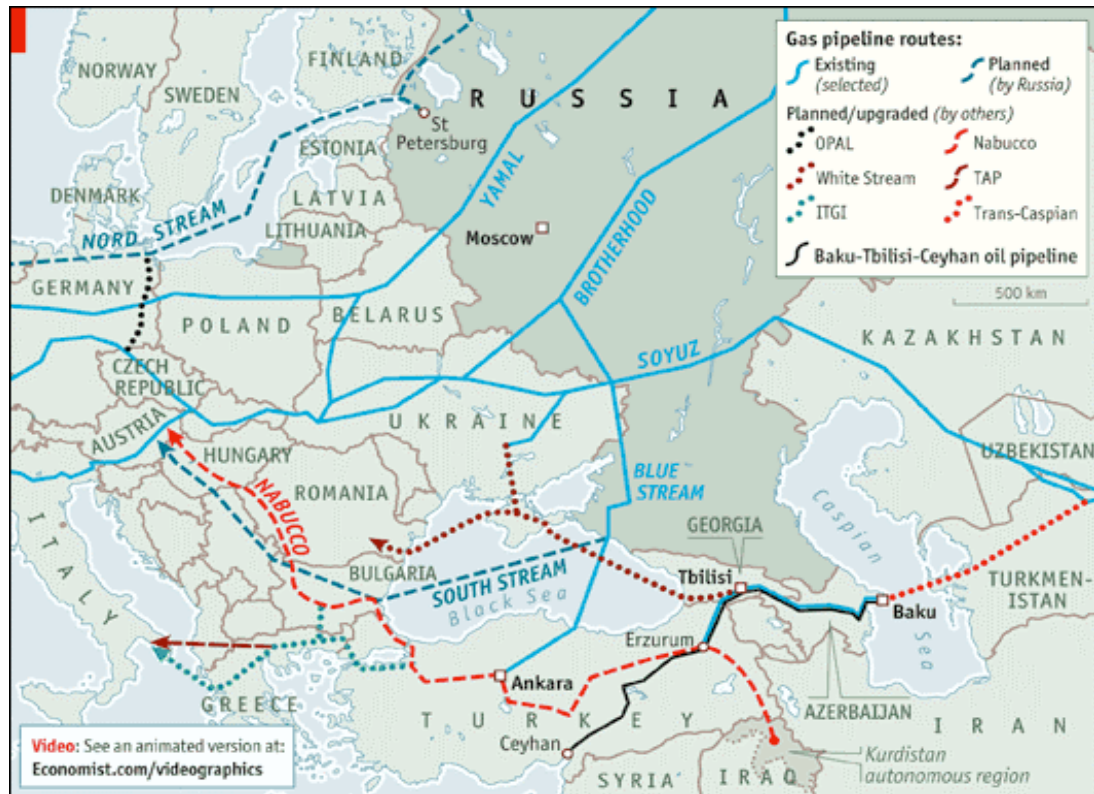 Gas pipeline routes:
Existing
(selected)
Planned
(by Russia)
Planned/upgraded (by others)
OPAL
Nabucco
White Stream
TAP
ITGI
Trans-Caspian
Baku-Tbilisi-Ceyhan oil pipeline
500 km
NORWAY
SWEDEN
FINLAND
RUSSIA
St
Petersburg
ESTONIA
LATVIA
LITHUANIA
DENMARK
NORD STREAM
YAMAL
Moscow
BROTHERHOOD
GERMANY
POLAND
BELARUS
KAZAKHSTAN
SOYUZ
CZECH
REPUBLIC
UKRAINE
AUSTRIA
HUNGARY
UZBEKISTAN
NABUCCO
ROMANIA
BLUE
STREAM
Caspian
Sea
GEORGIA
ITALY
BULGARIA
SOUTH STREAM
Black Sea
Tbilisi
TURKMEN-
ISTAN
Baku
Erzurum
Ankara
GREECE
TURKEY
AZERBAIJAN
IRAN
Ceyhan
Kurdistan
autonomous region
SYRIA
IRAQ
Video: See an animated version at:
Economist.com/videographics